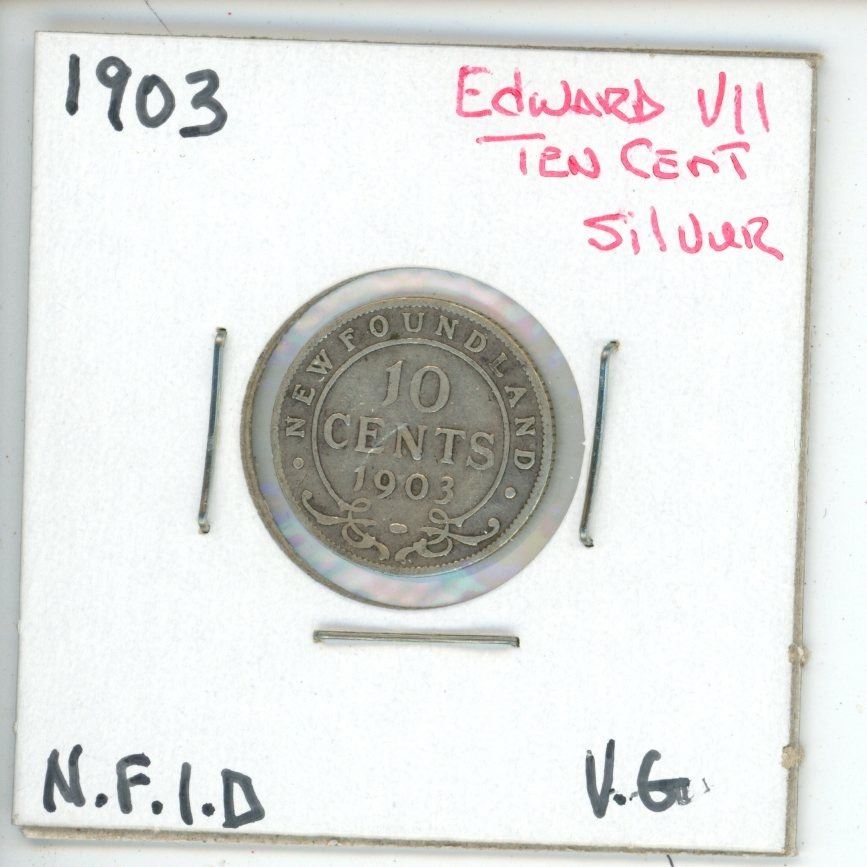 1903
Edward VII
Ten Cent
Silver
NEWFOUNDLAND
10
CENTS
1903
N.F.I.D
V.G.